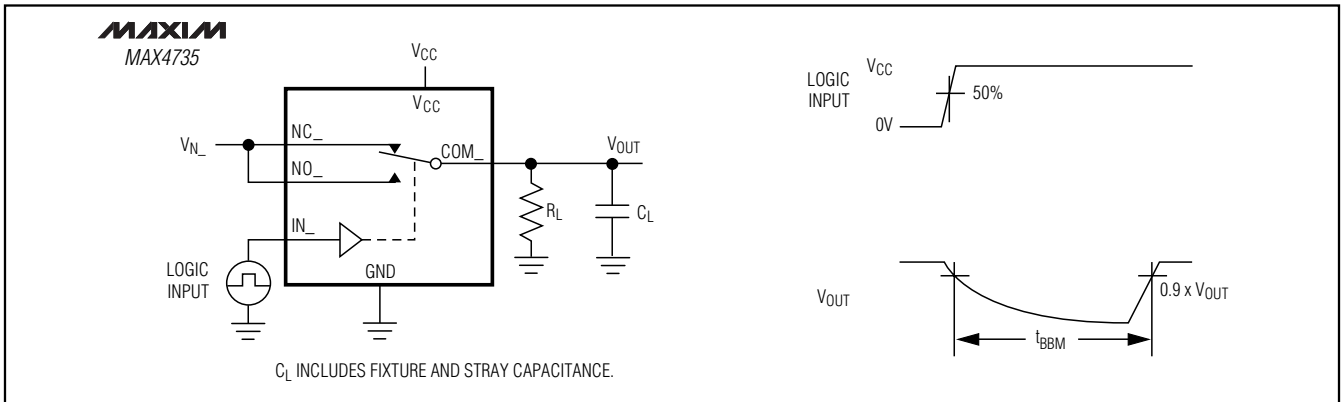 MAXIM
MAX4735
VCC
VCC
VN_
NC_
NO_
COM_
VOUT
IN_
RL
CL
LOGIC
INPUT
GND
CL INCLUDES FIXTURE AND STRAY CAPACITANCE.
LOGIC
INPUT
VCC
50%
0V
VOUT
0.9 x VOUT
tBBM